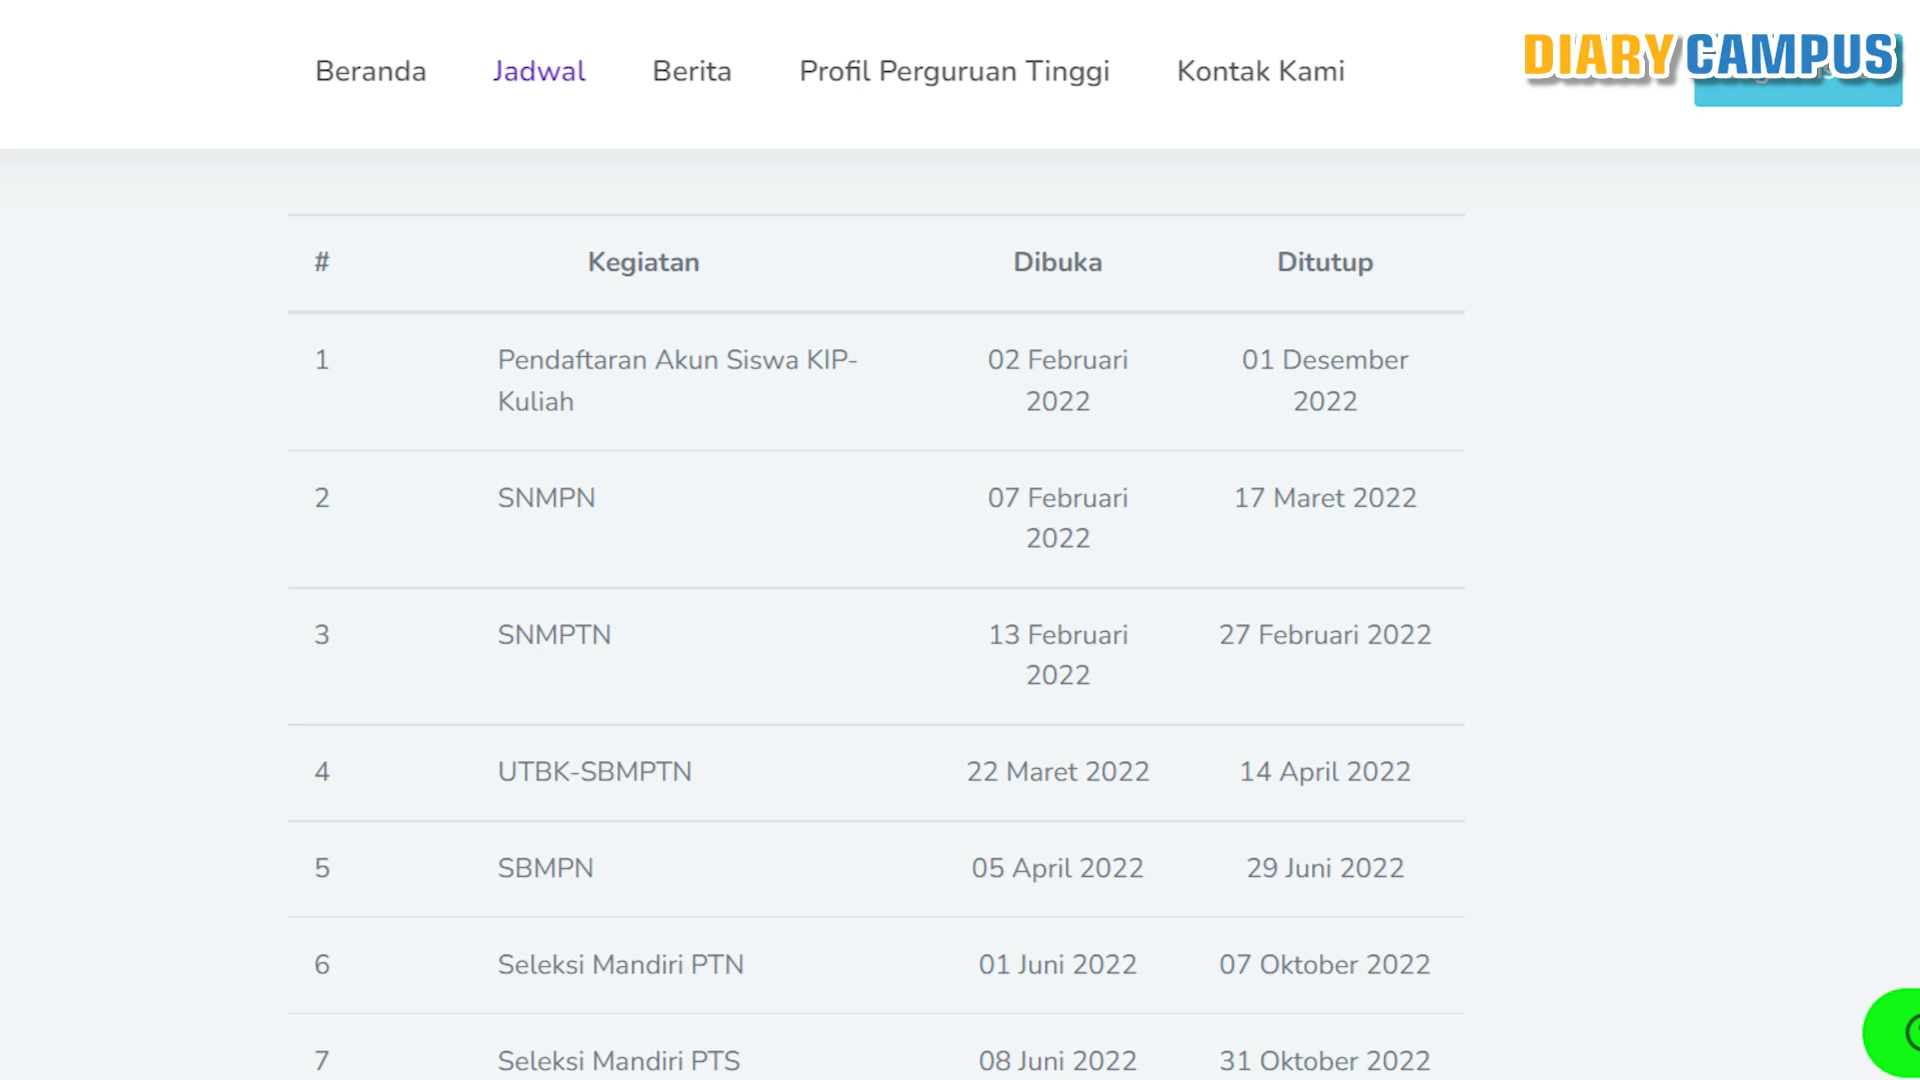 Beranda Jadwal Berita Profil Perguruan Tinggi Kontak Kami DIARY CAMPUS
# Kegiatan Dibuka Ditutup
1 Pendaftaran Akun Siswa KIP- 02 Februari 01 Desember
Kuliah 2022 2022
2 SNMPN 07 Februari 17 Maret 2022
2022
3 SNMPTN 13 Februari 27 Februari 2022
2022
4 UTBK-SBMPTN 22 Maret 2022 14 April 2022
5 SBMPN 05 April 2022 29 Juni 2022
6 Seleksi Mandiri PTN 01 Juni 2022 07 Oktober 2022
7 Seleksi Mandiri PTS 08 Juni 2022 31 Oktober 2022